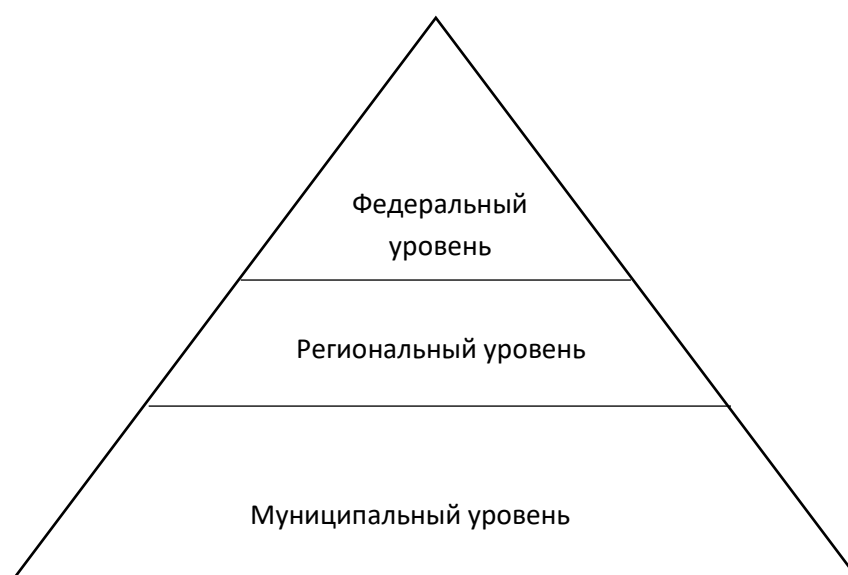 Федеральный
уровень
Региональный уровень
Муниципальный уровень